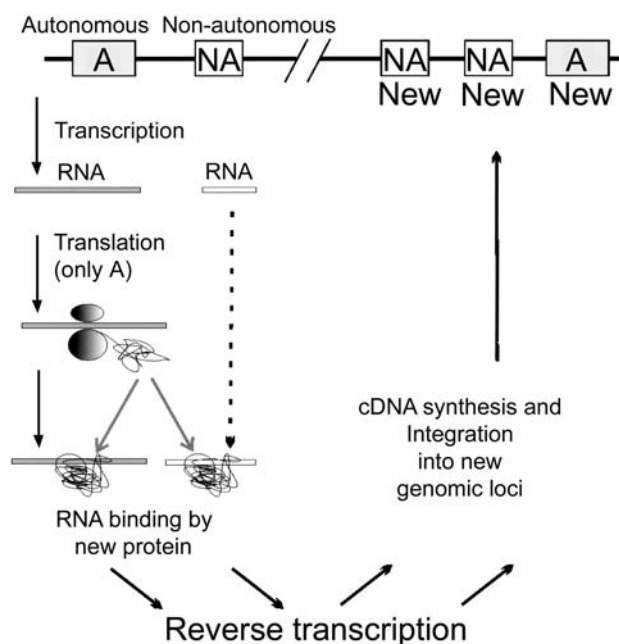 Autonomous Non-autonomous
A NA NA NA A
New New New
Transcription
RNA RNA
Translation
(only A)
cDNA synthesis and
Integration
into new
genomic loci
RNA binding by
new protein
Reverse transcription